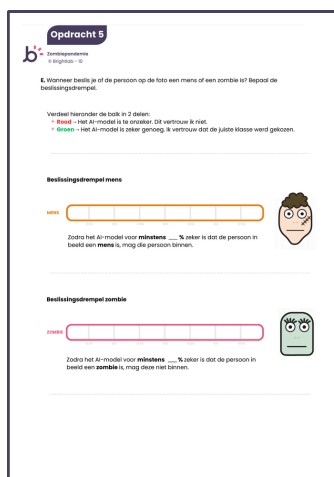 Opdracht 5
b
Zombiepandemie
© Brightlab - 1B
E. Wanneer beslis je of de persoon op de foto een mens of een zombie is? Bepaal de
beslissingsdrempel.
Verdeel hieronder de balk in 2 delen:
Rood - Het AI-model is te onzeker. Dit vertrouw ik niet.
Groen - Het AI-model is zeker genoeg. Ik vertrouw dat de juiste klasse werd gekozen.
Beslissingsdrempel mens
MENS
Zodra het AI-model voor minstens ___ % zeker is dat de persoon in
beeld een mens is, mag die persoon binnen.
Beslissingsdrempel zombie
ZOMBIE
Zodra het AI-model voor minstens ___ % zeker is dat de persoon in
beeld een zombie is, mag deze niet binnen.